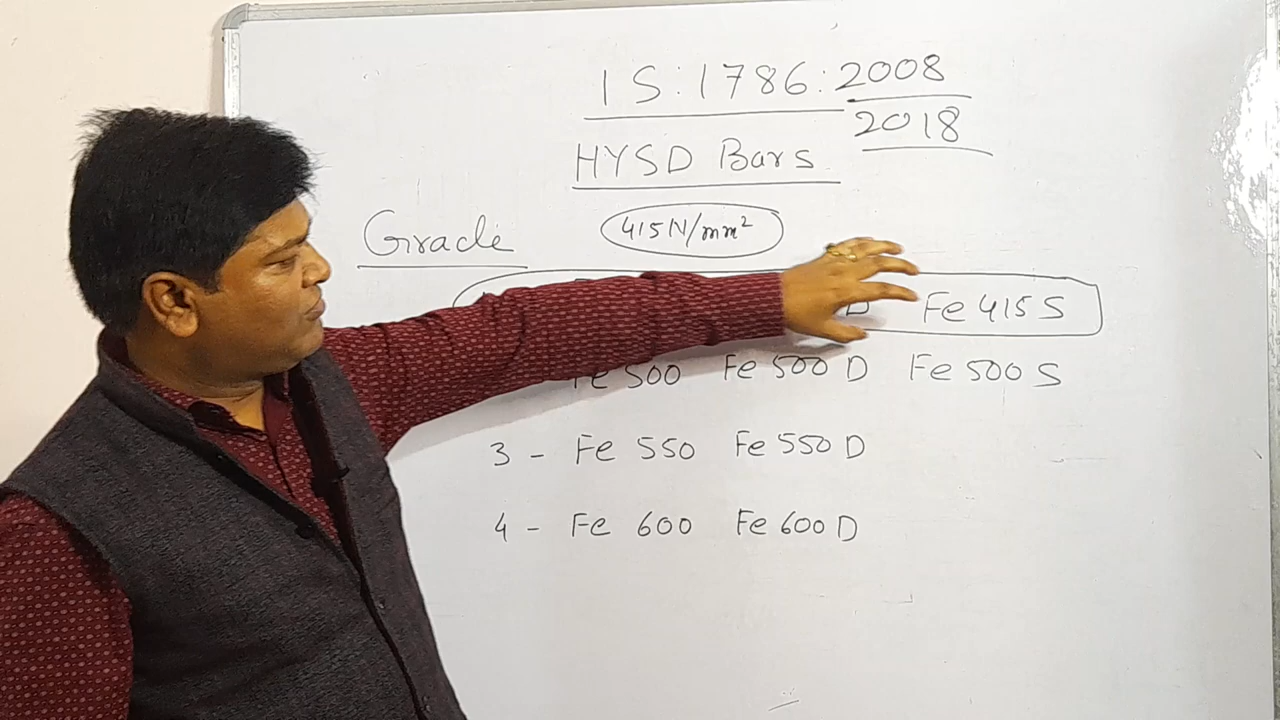 IS:1786:2008
2018
HYSD Bars
Grade 415N/mm²
D Fe 415 S
Fe 500 Fe 500 D Fe 500 S
3 - Fe 550 Fe 550 D
4 - Fe 600 Fe 600 D